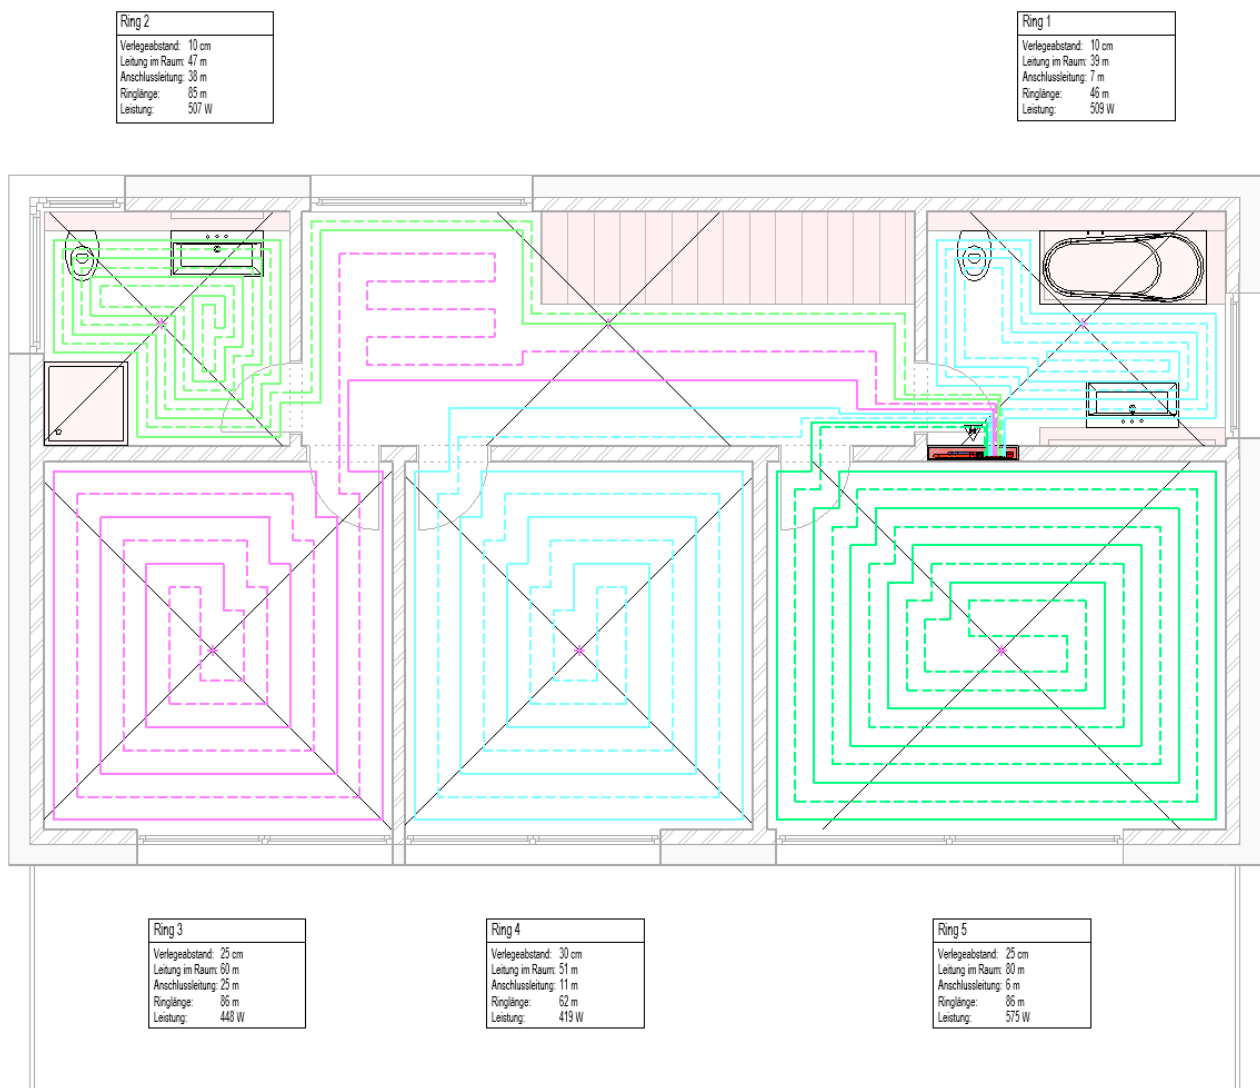 Ring 2
Verlegeabstand: 10 cm
Leitung im Raum: 47 m
Anschlussleitung: 38 m
Ringlänge: 85 m
Leistung: 507 W
Ring 1
Verlegeabstand: 10 cm
Leitung im Raum: 39 m
Anschlussleitung: 7 m
Ringlänge: 46 m
Leistung: 509 W
Ring 3
Verlegeabstand: 25 cm
Leitung im Raum: 60 m
Anschlussleitung: 25 m
Ringlänge: 86 m
Leistung: 448 W
Ring 4
Verlegeabstand: 30 cm
Leitung im Raum: 51 m
Anschlussleitung: 11 m
Ringlänge: 62 m
Leistung: 419 W
Ring 5
Verlegeabstand: 25 cm
Leitung im Raum: 80 m
Anschlussleitung: 6 m
Ringlänge: 86 m
Leistung: 575 W